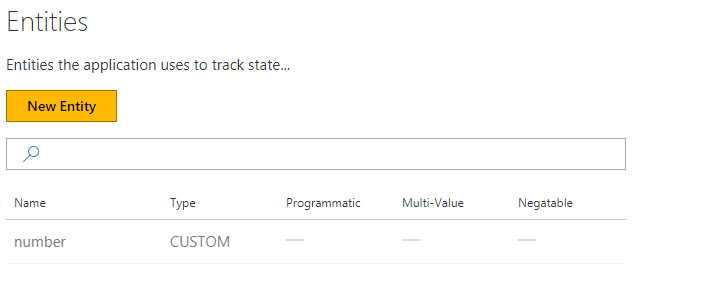 Entities
Entities the application uses to track state...
New Entity
Name Type Programmatic Multi-Value Negatable
number CUSTOM — — —